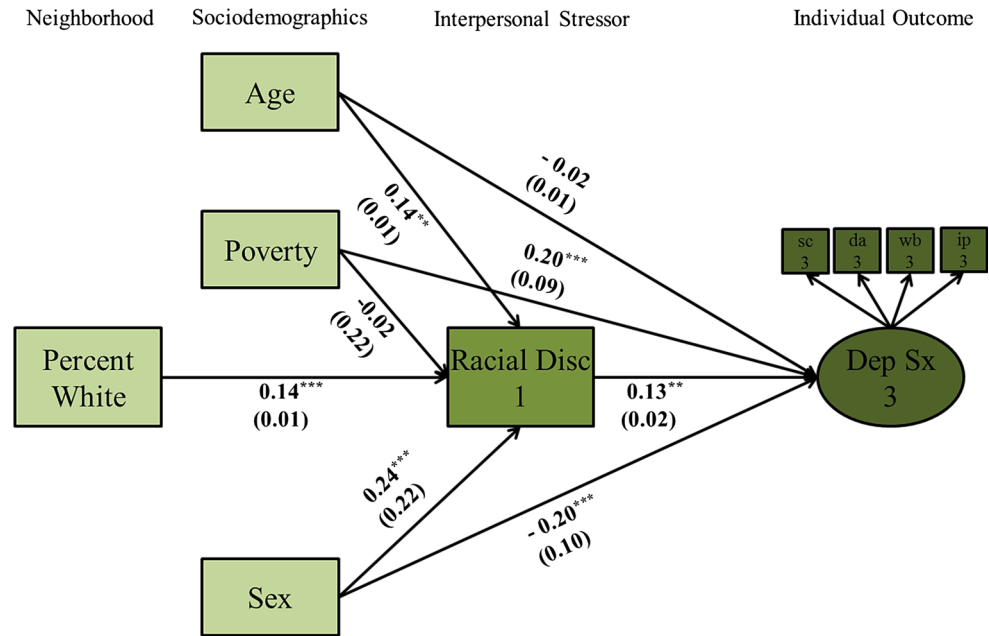 Neighborhood
Sociodemographics
Interpersonal Stressor
Individual Outcome
Age
- 0.02
(0.01)
0.14**
(0.01)
Poverty
0.20***
(0.09)
sc
3
da
3
wb
3
ip
3
-0.02
(0.22)
Percent
White
0.14***
(0.01)
Racial Disc
1
0.13**
(0.02)
Dep Sx
3
0.24***
(0.22)
- 0.20***
(0.10)
Sex